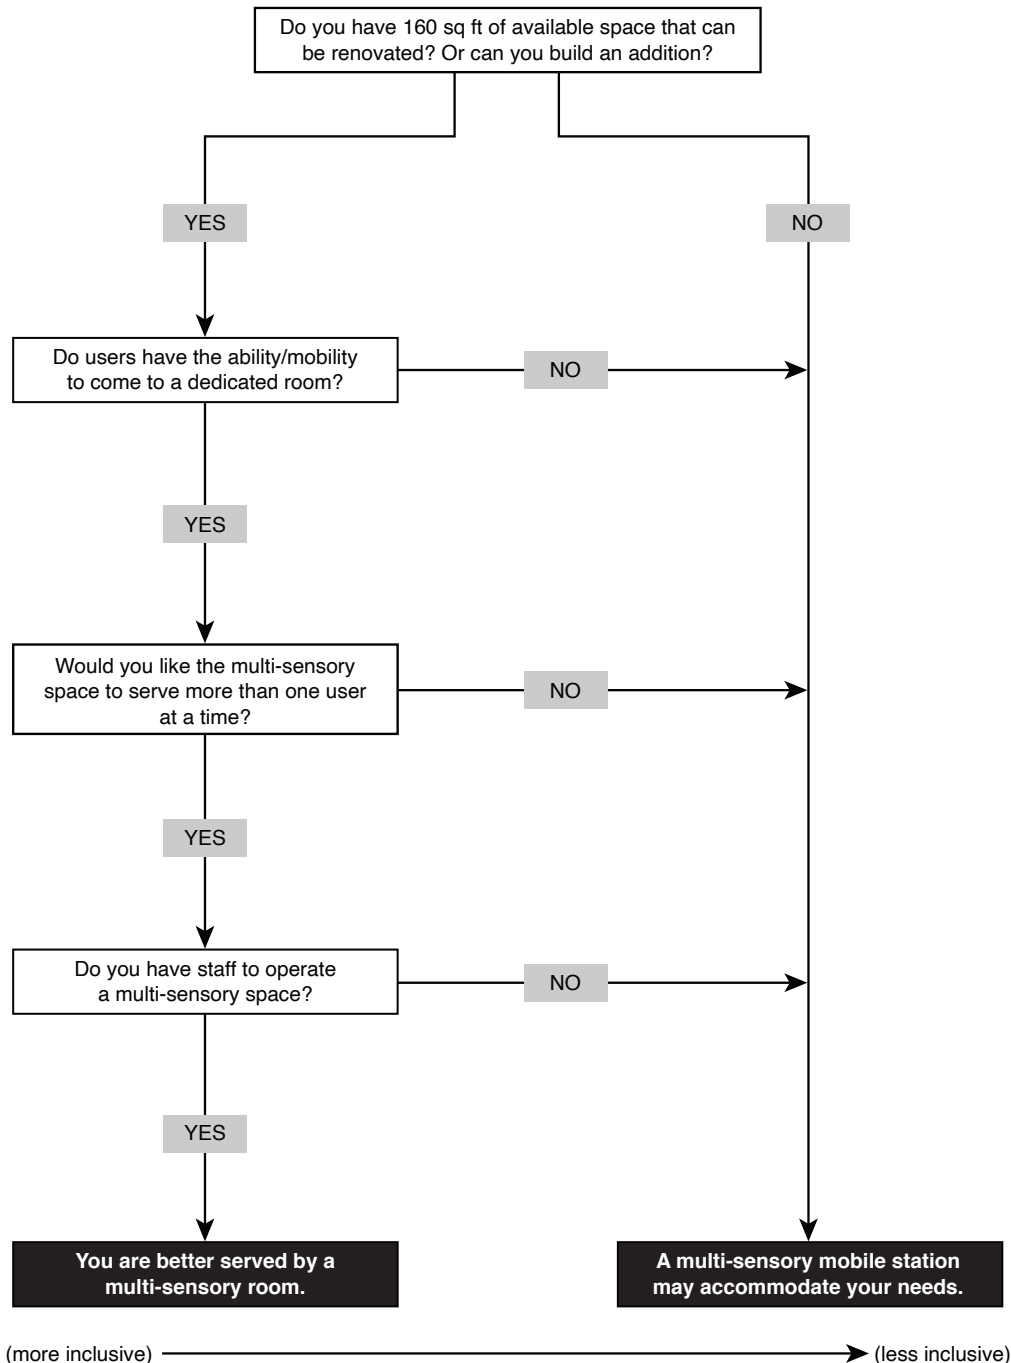 Do you have 160 sq ft of available space that can
be renovated? Or can you build an addition?
YES
NO
Do users have the ability/mobility
to come to a dedicated room?
NO
YES
Would you like the multi-sensory
space to serve more than one user
at a time?
NO
YES
Do you have staff to operate
a multi-sensory space?
NO
YES
You are better served by a
multi-sensory room.
A multi-sensory mobile station
may accommodate your needs.
(more inclusive)
(less inclusive)